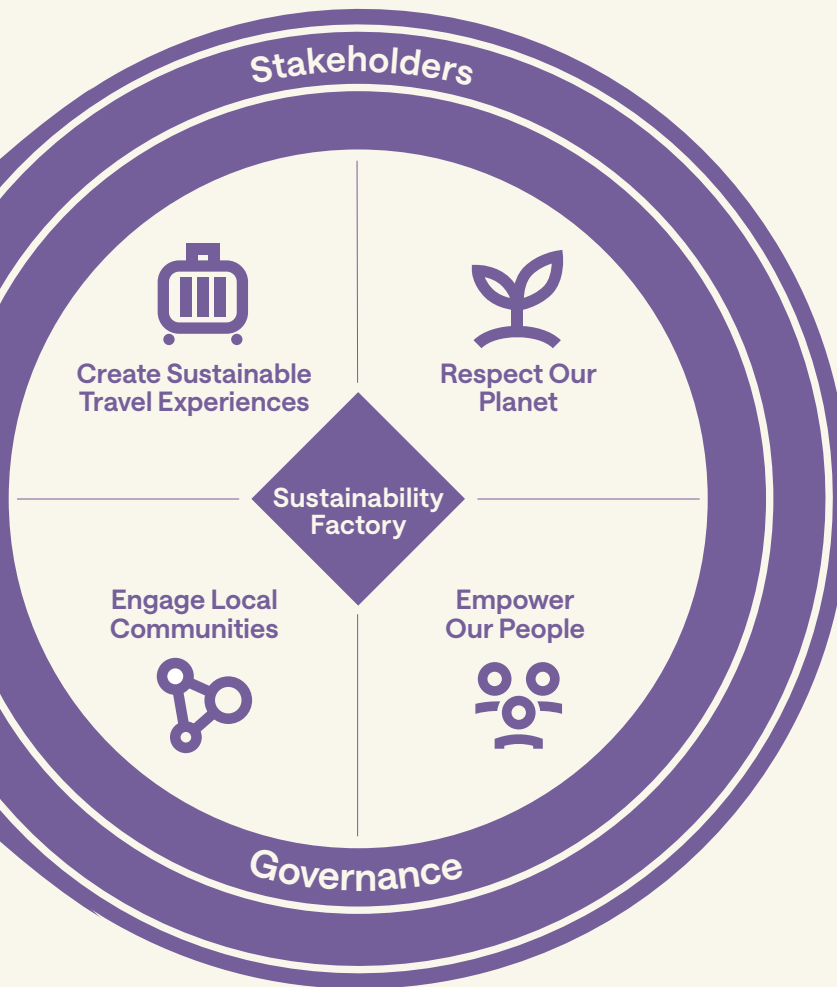 Stakeholders
Create Sustainable
Travel Experiences
Respect Our
Planet
Sustainability
Factory
Engage Local
Communities
Empower
Our People
Governance